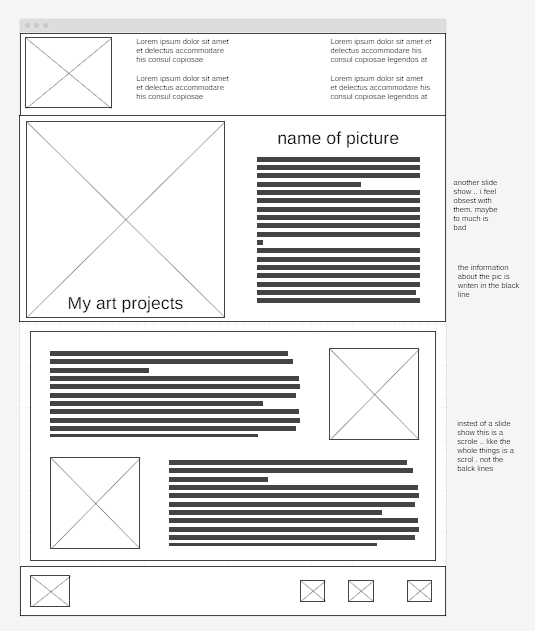 Lorem ipsum dolor sit amet
et delectus accommodare
his consul copiosae
Lorem ipsum dolor sit amet
et delectus accommodare
his consul copiosae
Lorem ipsum dolor sit amet et
delectus accommodare his
consul copiosae legendos at
Lorem ipsum dolor sit amet
et delectus accommodare his
consul copiosae legendos at
name of picture
My art projects
another slide
show .. i feel
obsest with
them. maybe
to much is
bad
the information
about the pic is
writen in the black
line
insted of a slide
show this is a
scrole .. like the
whole things is a
scrol . not the
balck lines